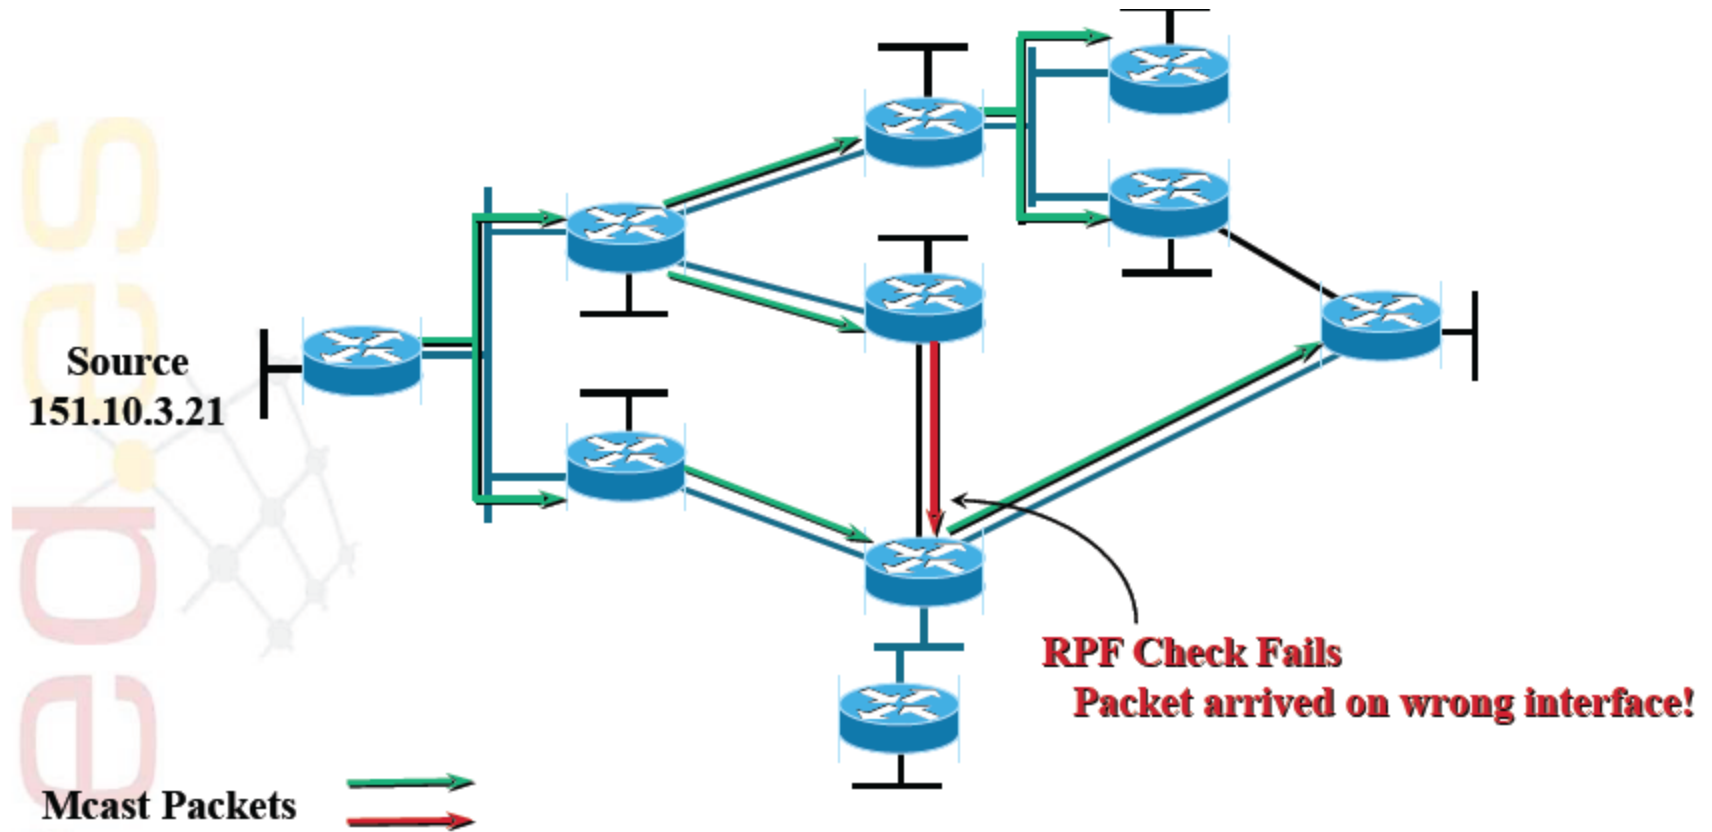 Source
151.10.3.21
RPF Check Fails
Packet arrived on wrong interface!
Mcast Packets